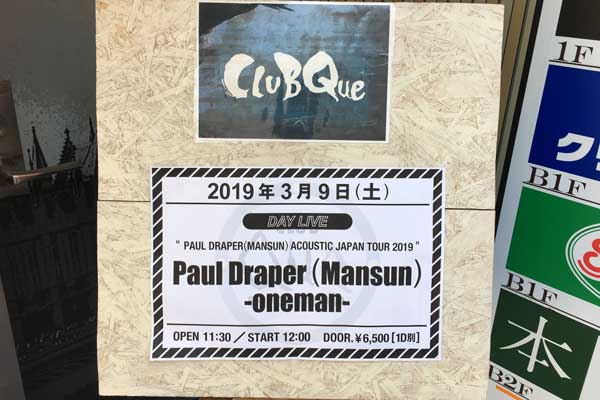 CLUB Que
2019年3月9日(土)
DAY LIVE
"PAUL DRAPER(MANSUN) ACOUSTIC JAPAN TOUR 2019"
Paul Draper (Mansun)
-oneman-
OPEN 11:30／START 12:00 DOOR.¥6,500[1D別]
1F
ク
B1F
B1F
本
B2F